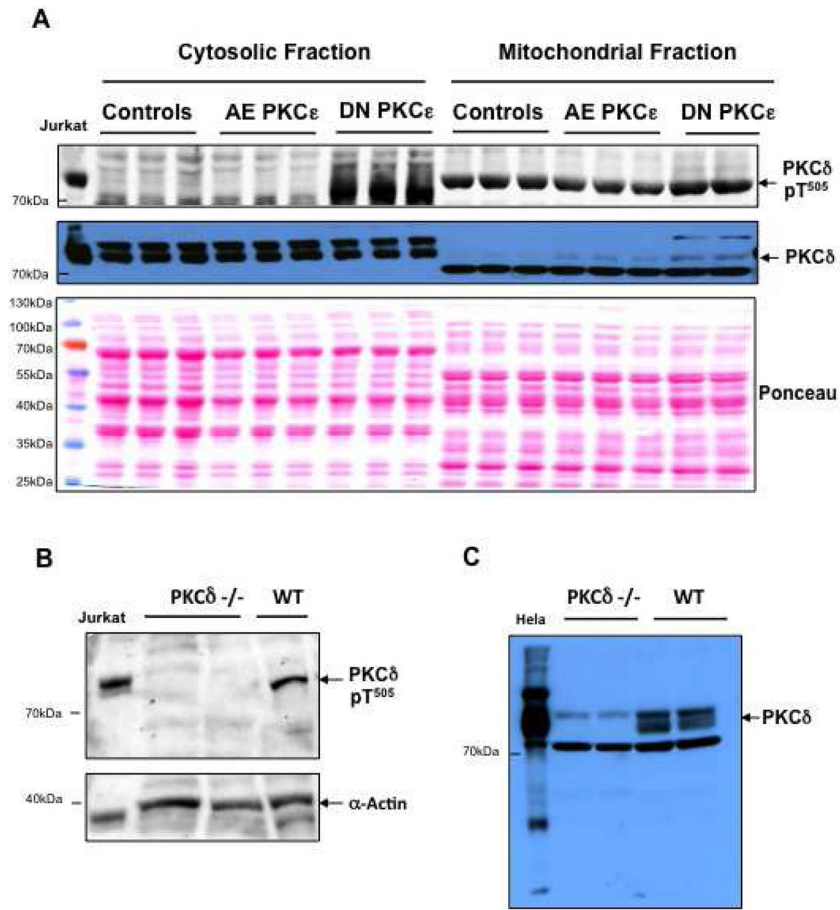 A
Cytosolic Fraction
Mitochondrial Fraction
Jurkat
Controls
AE PKCε
DN PKCε
Controls
AE PKCε
DN PKCε
70kDa
PKCδ
pT505
70kDa
PKCδ
130kDa
100kDa
70kDa
55kDa
40kDa
35kDa
25kDa
Ponceau
B
Jurkat
PKCδ -/-
WT
70kDa
PKCδ
pT505
40kDa
α-Actin
C
Hela
PKCδ -/-
WT
70kDa
PKCδ